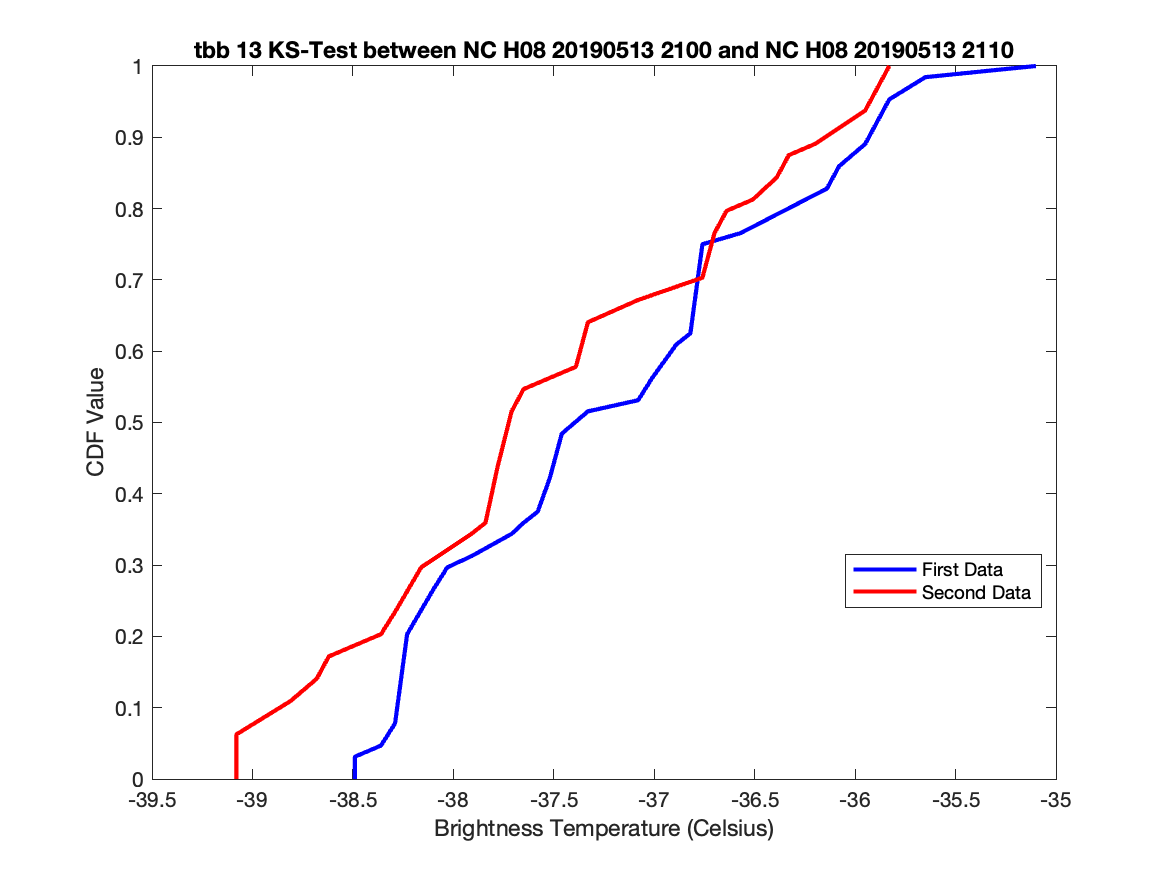 tbb 13 KS-Test between NC H08 20190513 2100 and NC H08 20190513 2110
1
0.9
0.8
0.7
0.6
0.5
0.4
0.3
0.2
0.1
0
CDF Value
First Data
Second Data
-39.5 -39 -38.5 -38 -37.5 -37 -36.5 -36 -35.5 -35
Brightness Temperature (Celsius)